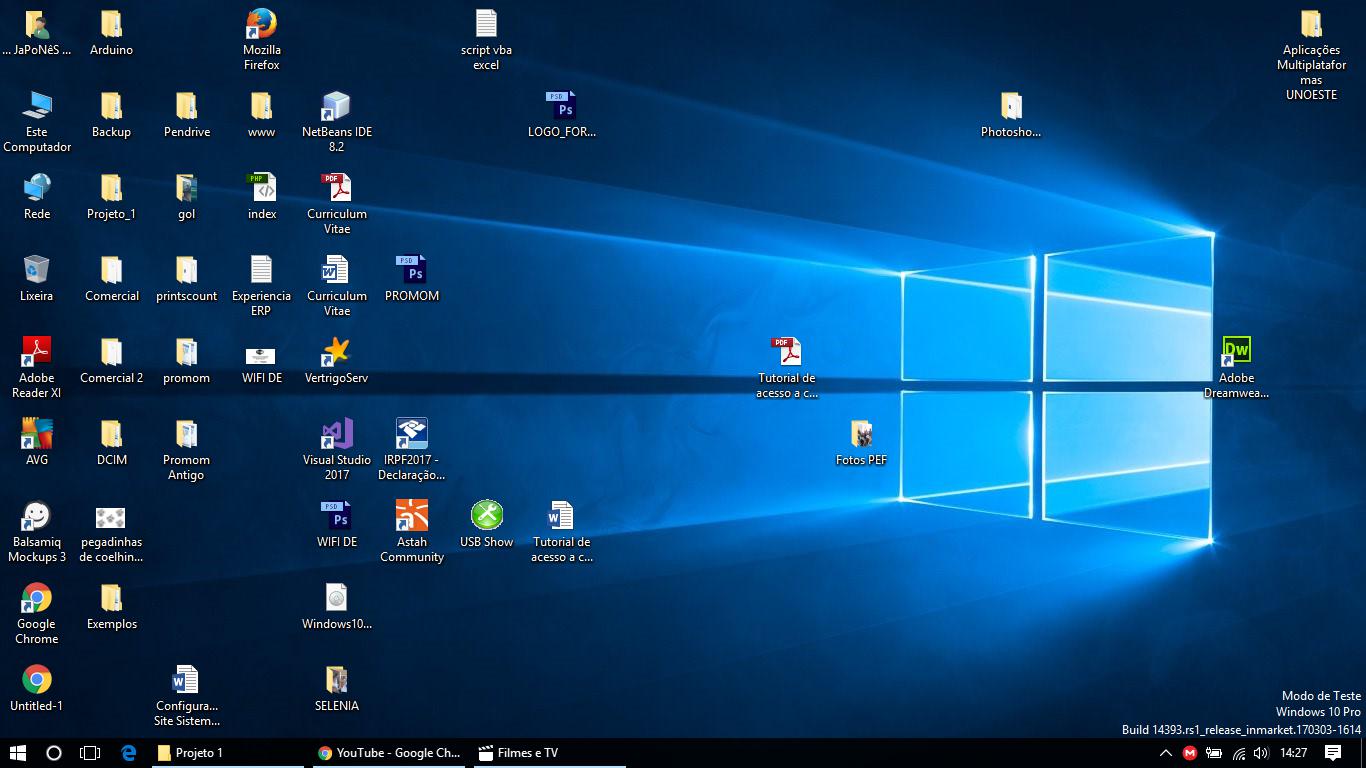 ... JaPoNêS ...
Arduino
Mozilla
Firefox
script vba
excel
Aplicações
Multiplatafor
mas
UNOESTE
Este
Computador
Backup
Pendrive
www
NetBeans IDE
8.2
PSD
Ps
LOGO_FOR...
Photosho...
Rede
Projeto_1
gol
PHP
index
PDF
Curriculum
Vitae
Lixeira
Comercial
printscount
Experiencia
ERP
W
Curriculum
Vitae
PSD
Ps
PROMOM
Adobe
Reader XI
Comercial 2
promom
WIFI DE
VertrigoServ
PDF
Tutorial de
acesso a c...
Dw
Adobe
Dreamwea...
AVG
DCIM
Promom
Antigo
Visual Studio
2017
IRPF2017 -
Declaração...
Fotos PEF
Balsamiq
Mockups 3
pegadinhas
de coelhin...
PSD
Ps
WIFI DE
Astah
Community
USB Show
W
Tutorial de
acesso a c...
Google
Chrome
Exemplos
Windows10...
Untitled-1
W
Configura...
Site Sistem...
SELENIA
Modo de Teste
Windows 10 Pro
Build 14393.rs1_release_inmarket.170303-1614
Projeto 1
YouTube - Google Ch...
Filmes e TV
M
14:27